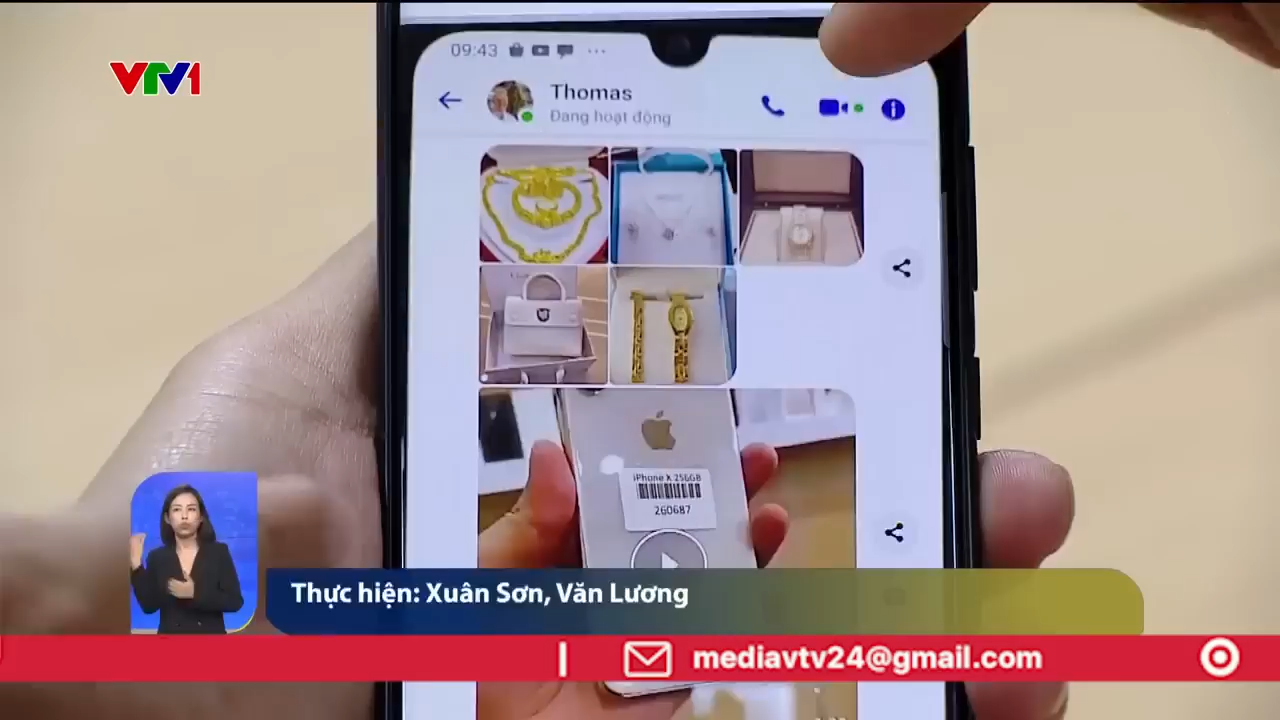 VTV1
09:43
Thomas
Đang hoạt động
iPhone X 256GB
260687
Thực hiện: Xuân Sơn, Văn Lương
mediavtv24@gmail.com